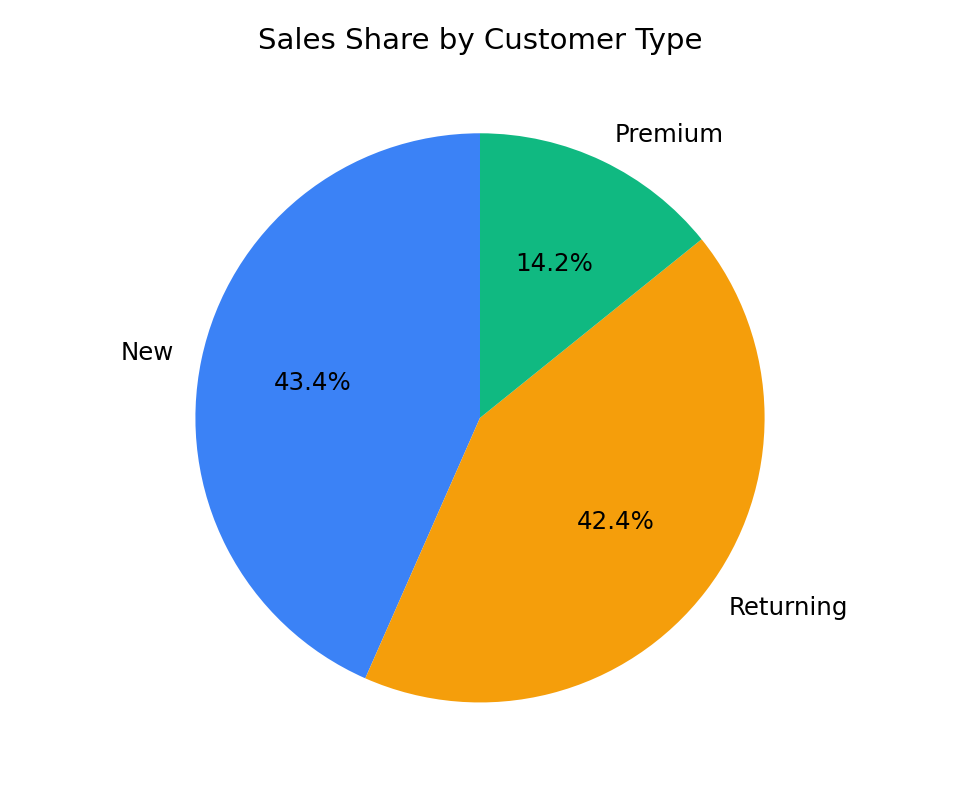 Sales Share by Customer Type
Premium
14.2%
New
43.4%
42.4%
Returning